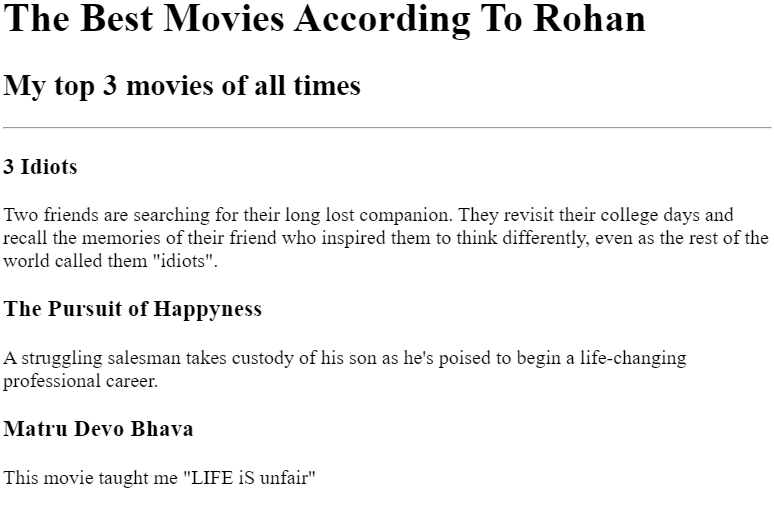 The Best Movies According To Rohan
My top 3 movies of all times
3 Idiots
Two friends are searching for their long lost companion. They revisit their college days and
recall the memories of their friend who inspired them to think differently, even as the rest of the
world called them "idiots".
The Pursuit of Happyness
A struggling salesman takes custody of his son as he's poised to begin a life-changing
professional career.
Matru Devo Bhava
This movie taught me "LIFE iS unfair"